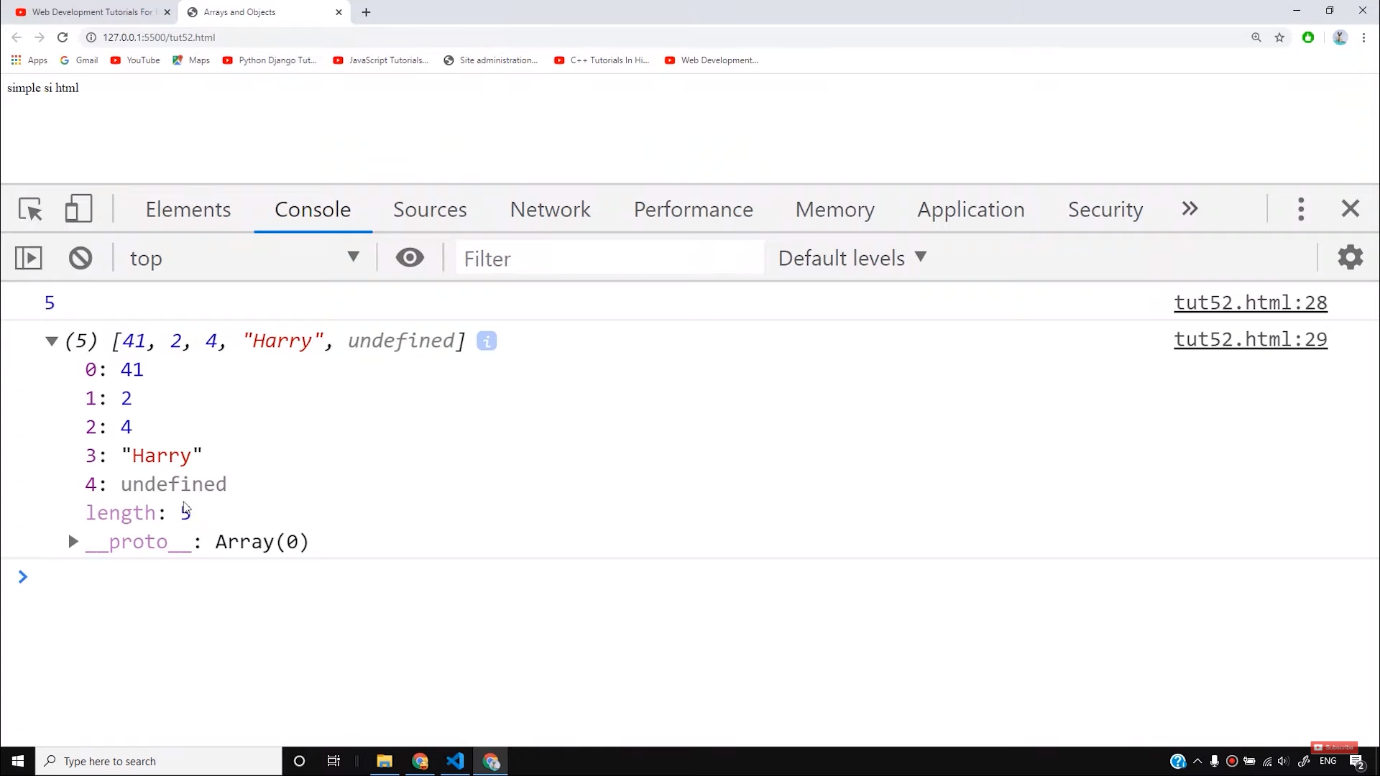 Web Development Tutorials For
Arrays and Objects
127.0.0.1:5500/tut52.html
Apps Gmail YouTube Maps Python Django Tut... JavaScript Tutorials... Site administration... C++ Tutorials In Hi... Web Development...
simple si html
Elements Console Sources Network Performance Memory Application Security
top Filter Default levels
5 tut52.html:28
(5) [41, 2, 4, "Harry", undefined] tut52.html:29
0: 41
1: 2
2: 4
3: "Harry"
4: undefined
length: 5
__proto__: Array(0)
Subscribe
Type here to search ENG 2